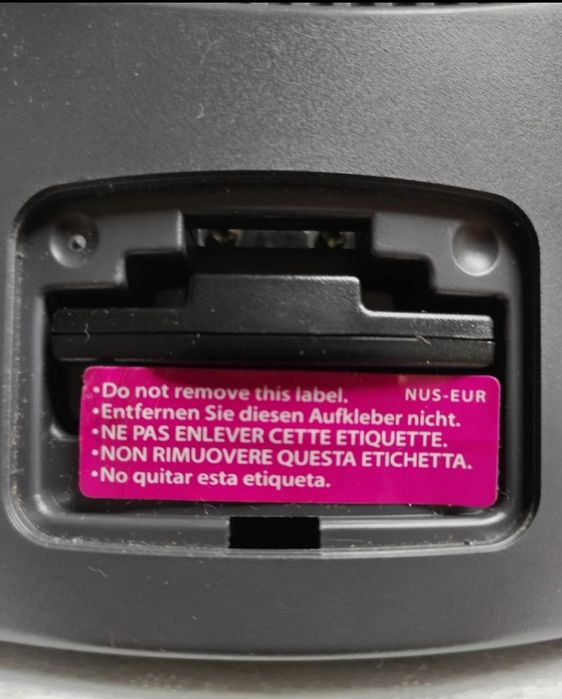 •Do not remove this label. NUS-EUR
•Entfernen Sie diesen Aufkleber nicht.
•NE PAS ENLEVER CETTE ETIQUETTE.
•NON RIMUOVERE QUESTA ETICHETTA.
•No quitar esta etiqueta.